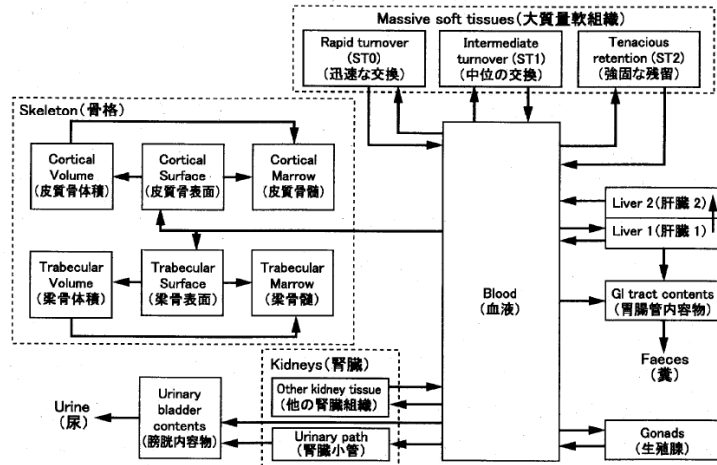 Massive soft tissues(大質量軟組織)
Rapid turnover
(ST0)
(迅速な交換)
Intermediate
turnover (ST1)
(中位の交換)
Tenacious
retention (ST2)
(強固な残留)
Skeleton(骨格)
Cortical
Volume
(皮質骨体積)
Cortical
Surface
(皮質骨表面)
Cortical
Marrow
(皮質骨髄)
Trabecular
Volume
(梁骨体積)
Trabecular
Surface
(梁骨表面)
Trabecular
Marrow
(梁骨髄)
Blood
(血液)
Liver 2(肝臓 2)
Liver 1(肝臓 1)
GI tract contents
(胃腸管内容物)
Faeces
(糞)
Kidneys(腎臓)
Other kidney tissue
(他の腎臓組織)
Urinary path
(腎臓小管)
Urinary
bladder
contents
(膀胱内容物)
Urine
(尿)
Gonads
(生殖腺)